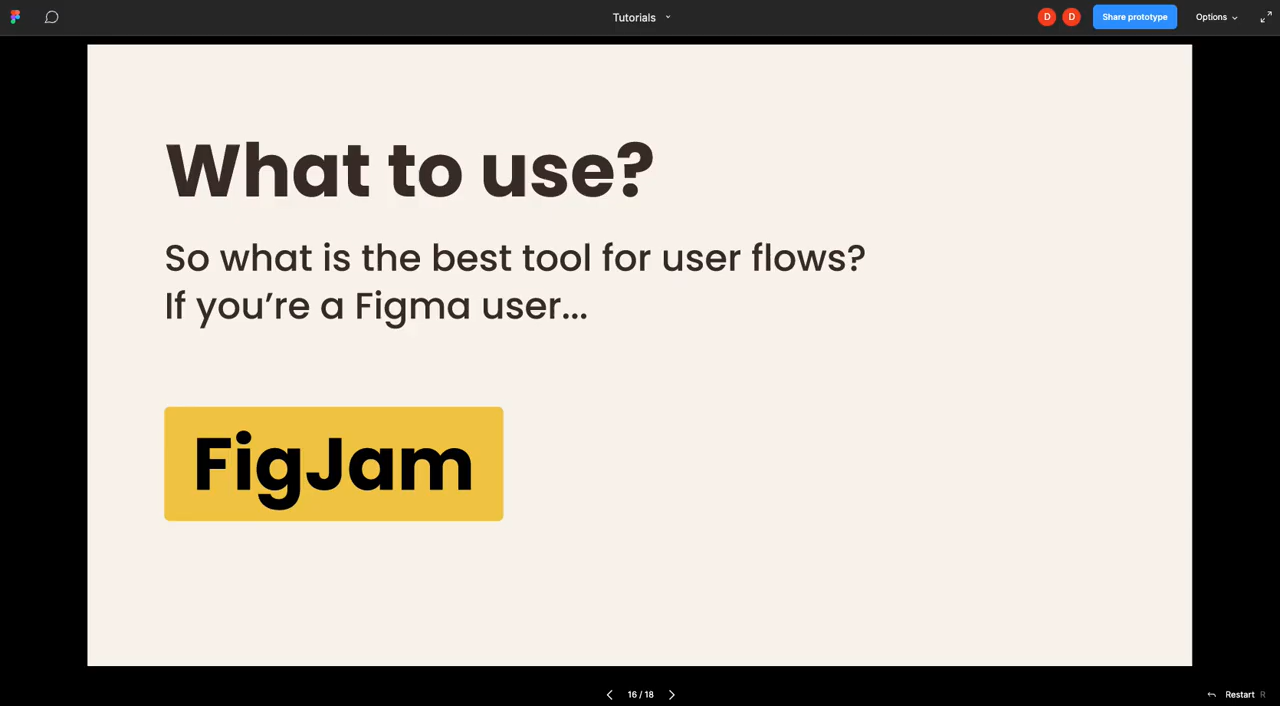 Tutorials
D D
Share prototype
Options
What to use?
So what is the best tool for user flows?
If you’re a Figma user...
FigJam
16 / 18
Restart R